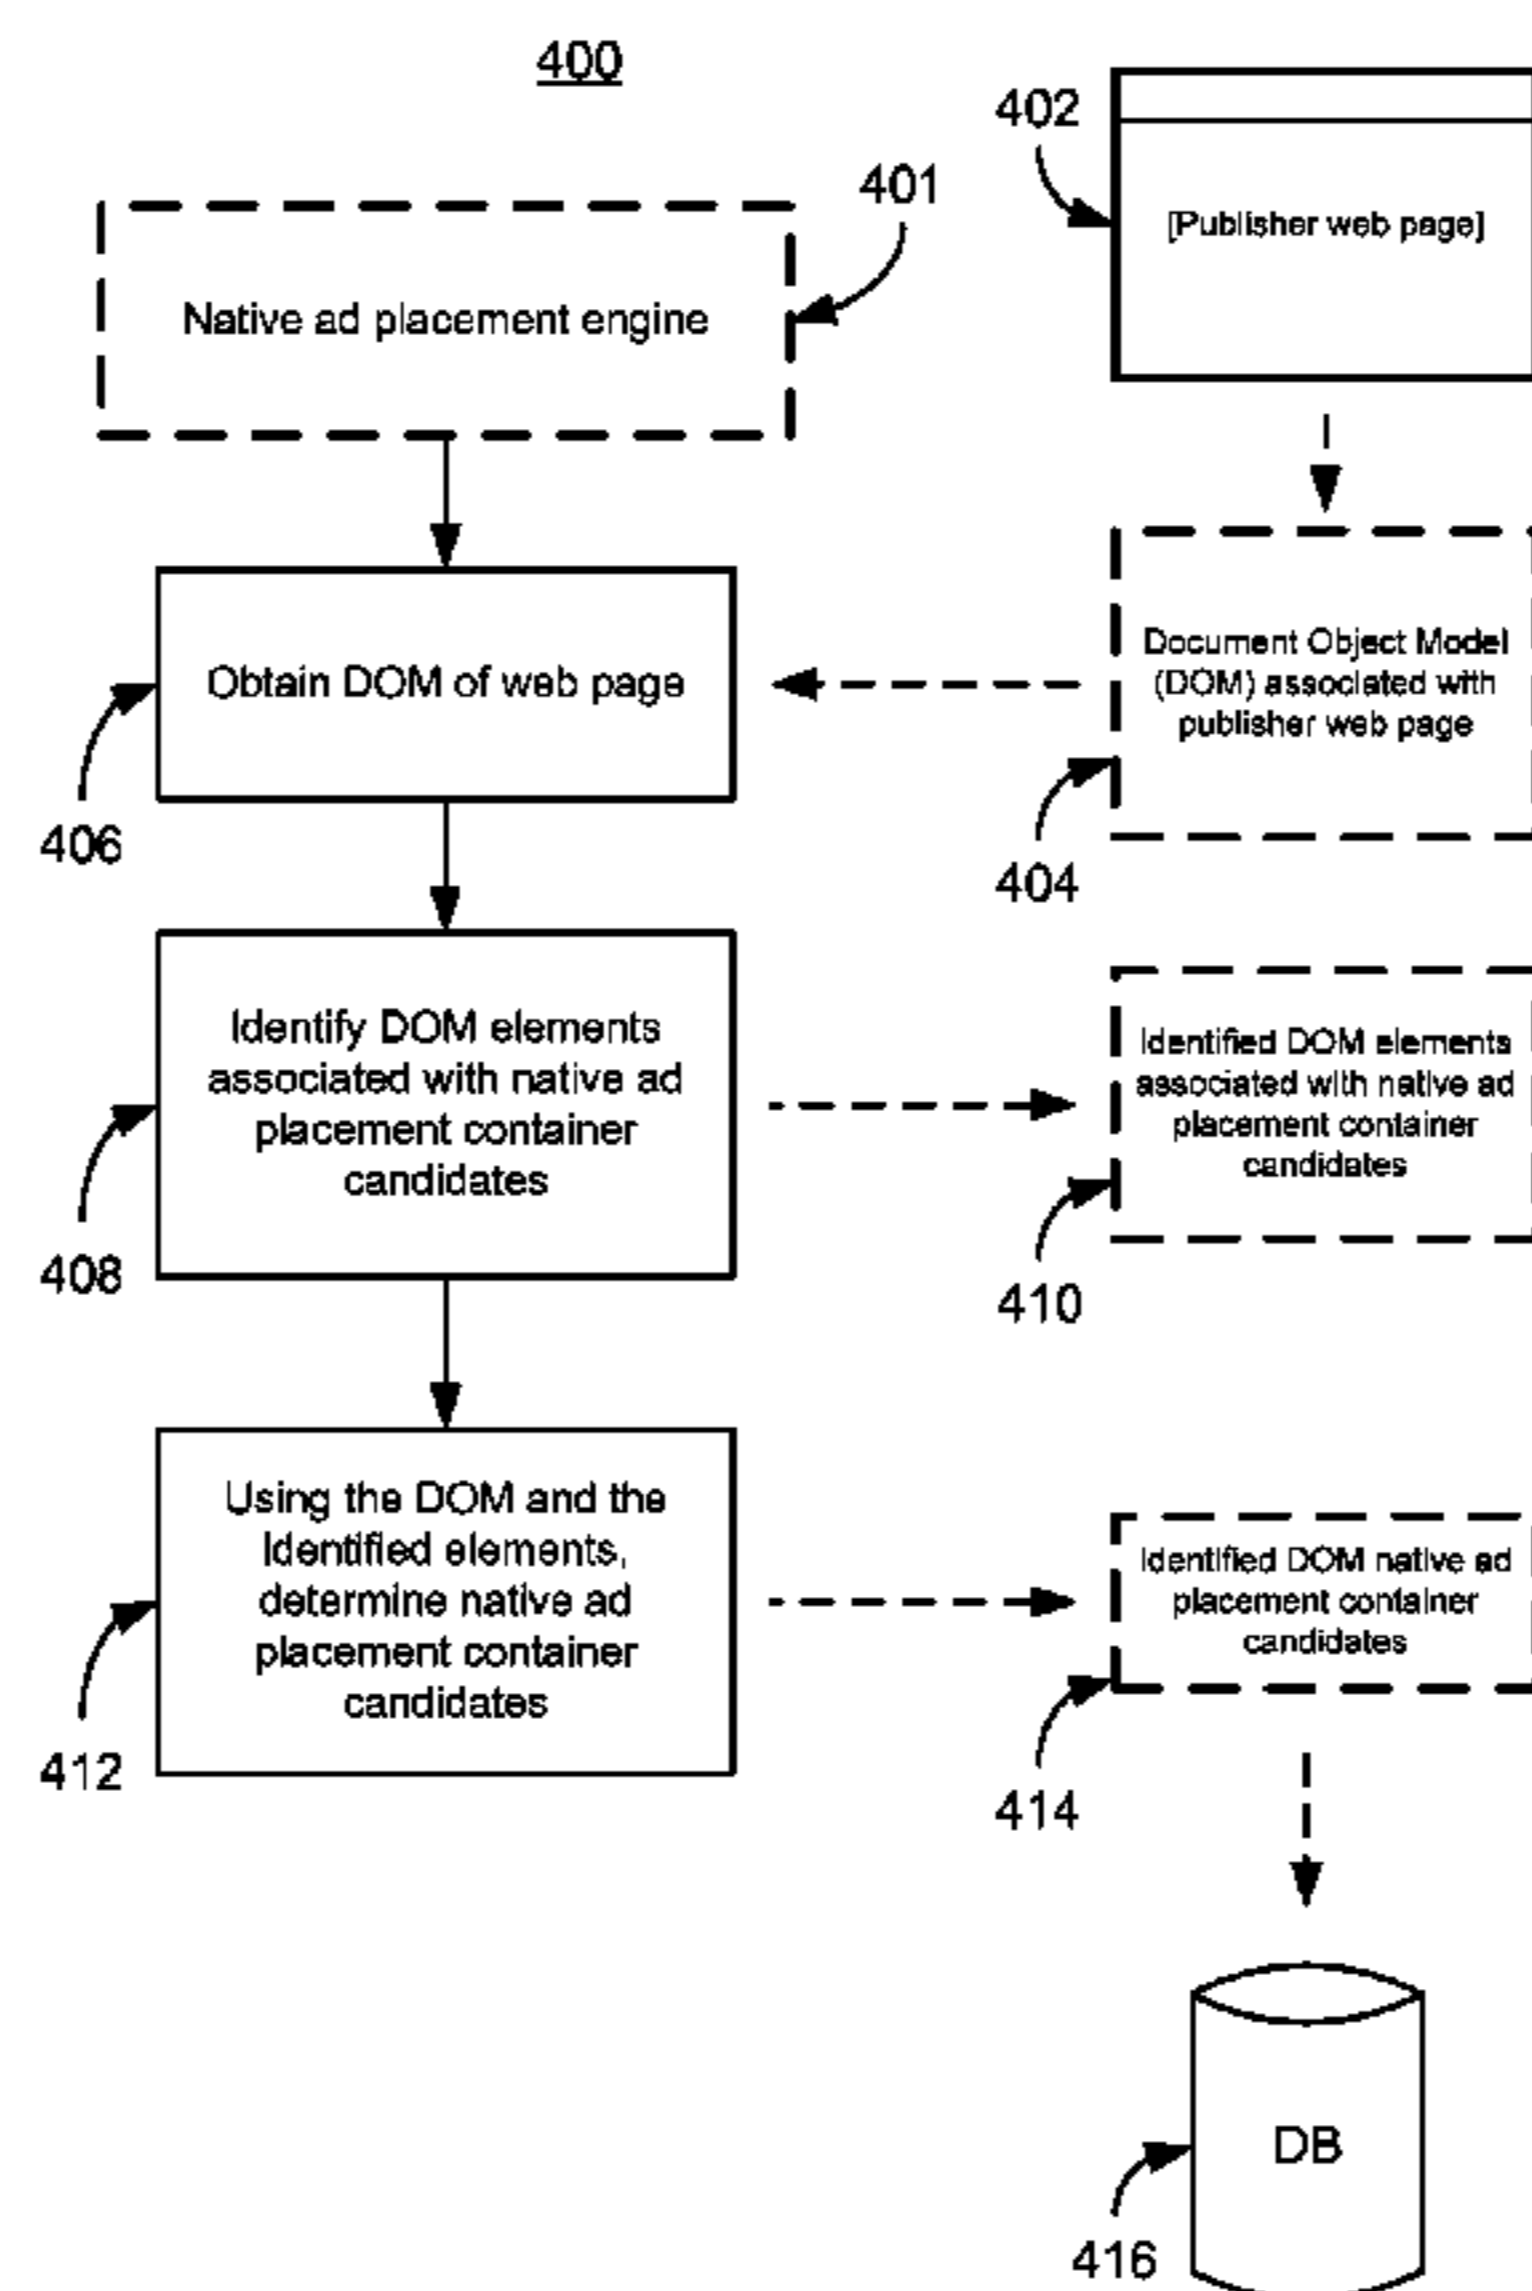 400
402
[Publisher web page]
401
Native ad placement engine
Obtain DOM of web page
406
Document Object Model
(DOM) associated with
publisher web page
404
Identify DOM elements
associated with native ad
placement container
candidates
408
Identified DOM elements
associated with native ad
placement container
candidates
410
Using the DOM and the
identified elements,
determine native ad
placement container
candidates
412
Identified DOM native ad
placement container
candidates
414
DB
416